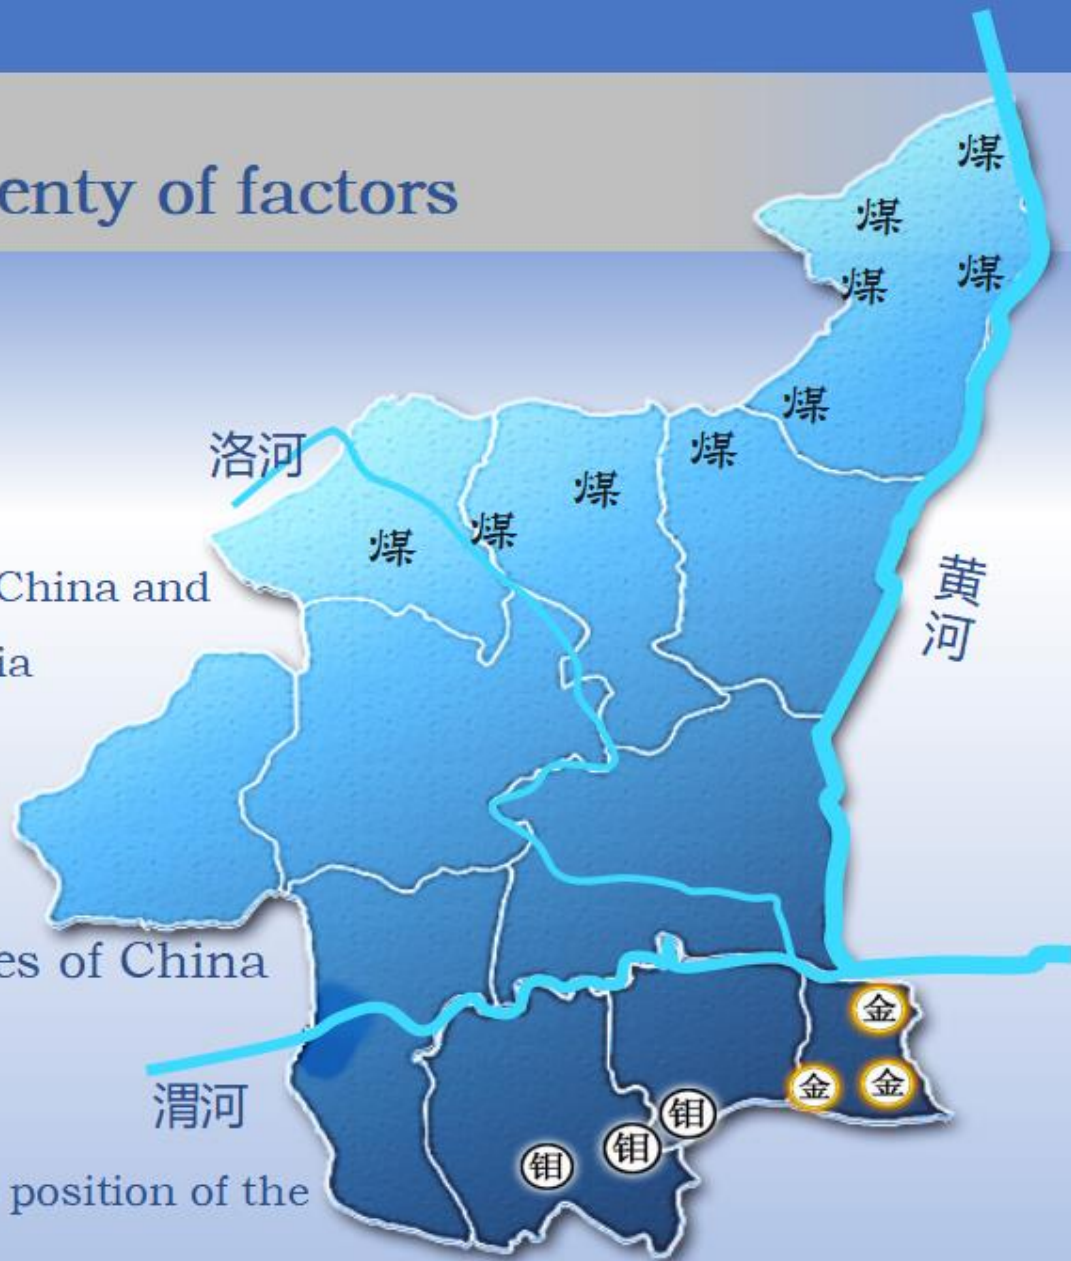 enty of factors
煤
煤
煤
煤
煤
煤
洛河
煤
煤
煤
黄河
China and
ia
es of China
金
金
金
渭河
钼
钼
钼
position of the